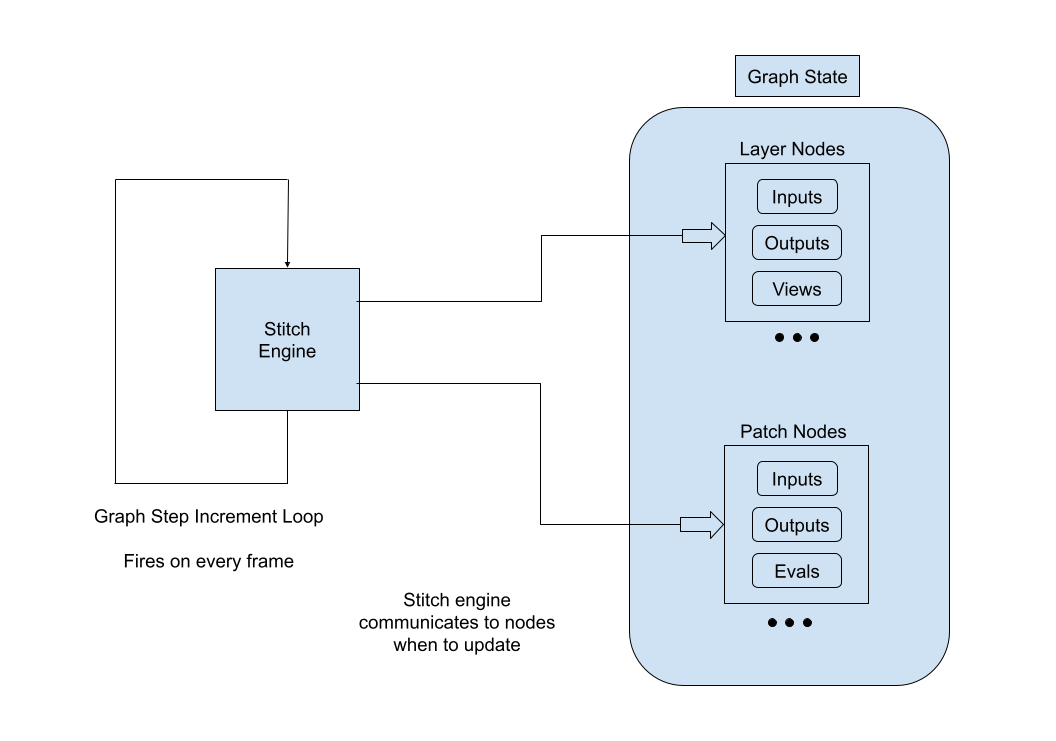 Graph State
Layer Nodes
Inputs
Outputs
Views
Stitch
Engine
Patch Nodes
Inputs
Outputs
Evals
Graph Step Increment Loop
Fires on every frame
Stitch engine
communicates to nodes
when to update